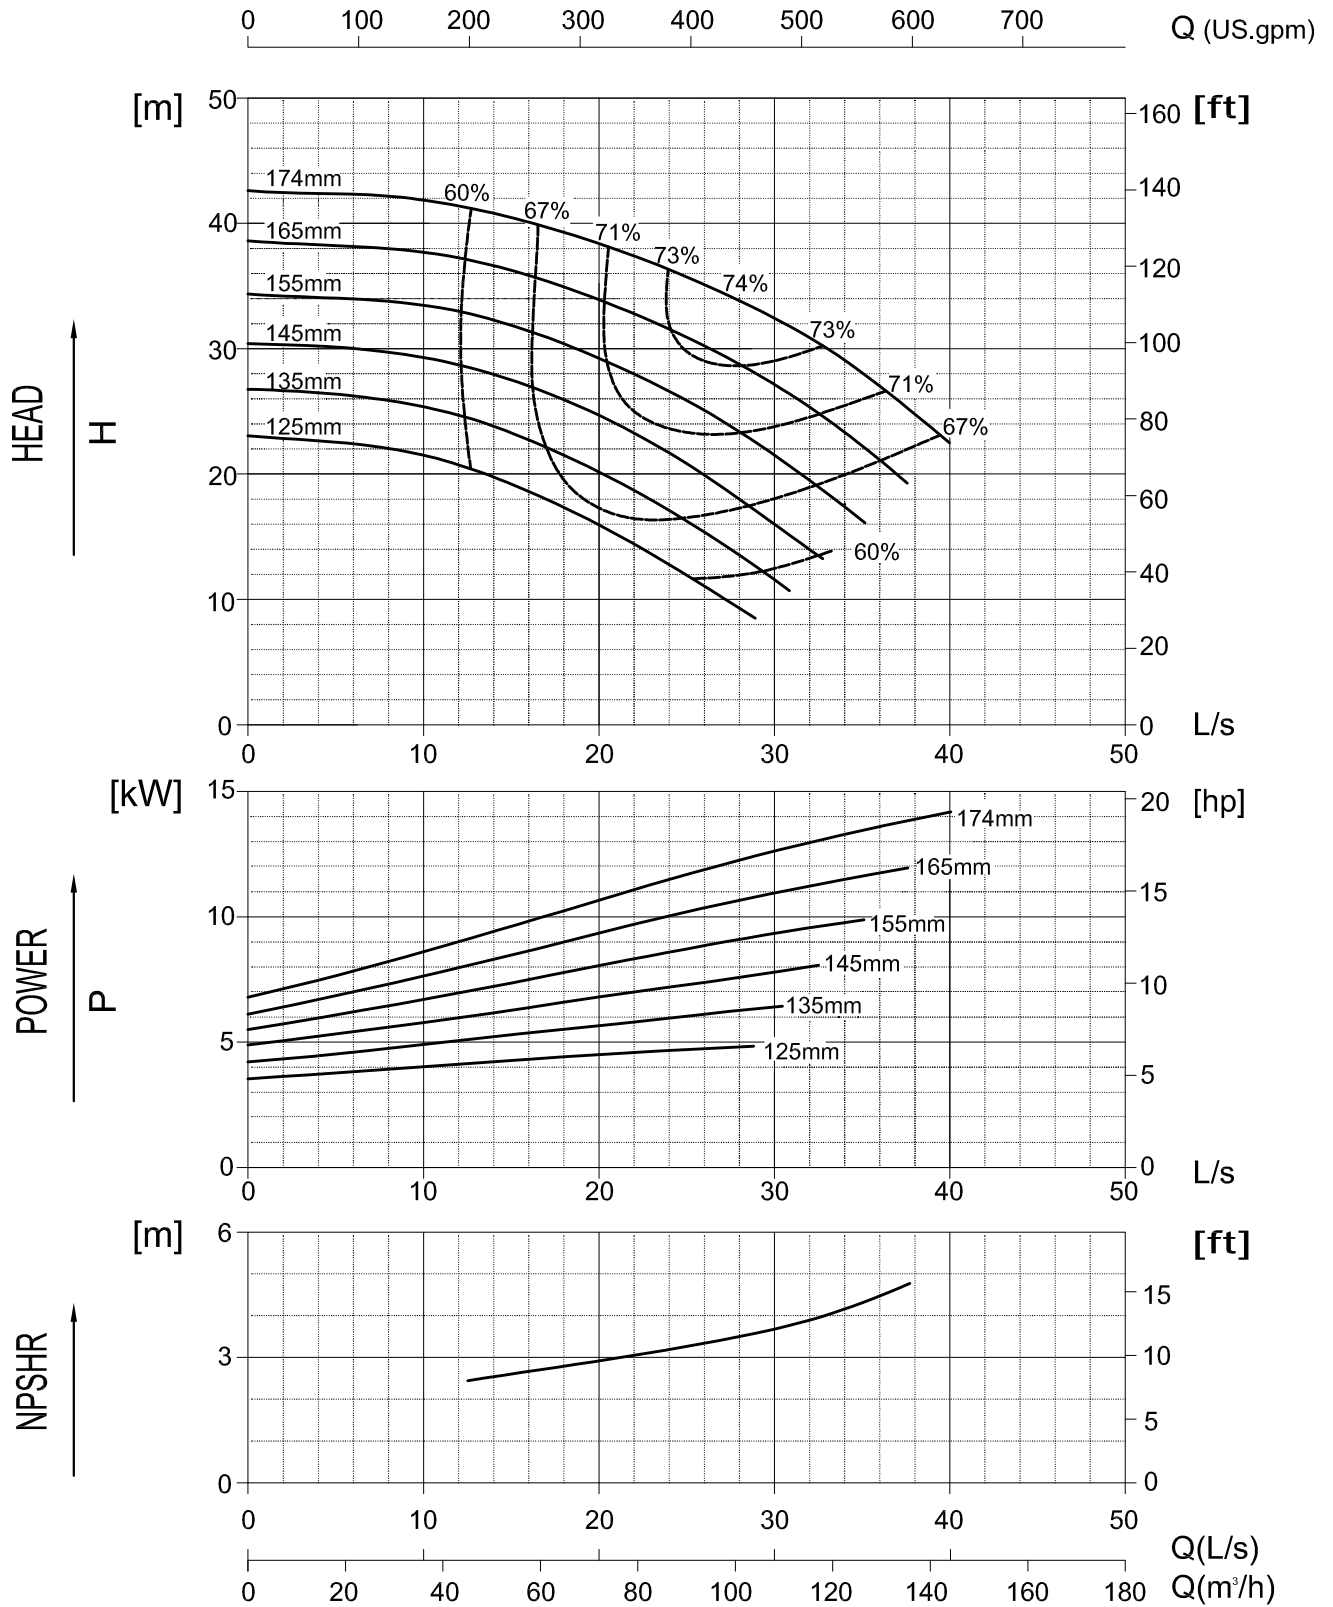 0 100 200 300 400 500 600 700 Q (US.gpm)
[m] 50 160 [ft]
174mm 60% 140
40 67%
165mm 71%
73% 120
155mm 74%
145mm 73% 100
30
135mm 71%
HEAD H 125mm 67% 80
20 60
60%
10 40
20
0 0 L/s
0 10 20 30 40 50
[kW] 15 20 [hp]
174mm
165mm 15
10 155mm
POWER P 145mm 10
135mm
5 125mm 5
0 0 L/s
0 10 20 30 40 50
[m] 6 [ft]
15
NPSHR 3 10
5
0 0
0 10 20 30 40 50
Q(L/s)
0 20 40 60 80 100 120 140 160 180 Q(m³/h)